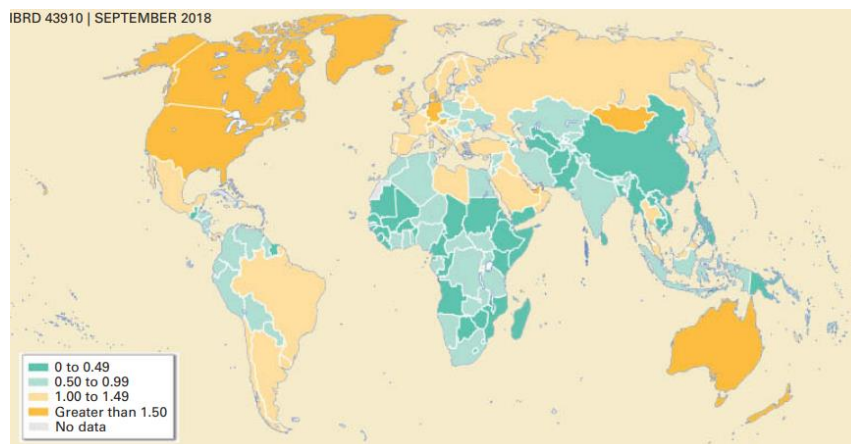 IBRD 43910 | SEPTEMBER 2018
0 to 0.49
0.50 to 0.99
1.00 to 1.49
Greater than 1.50
No data